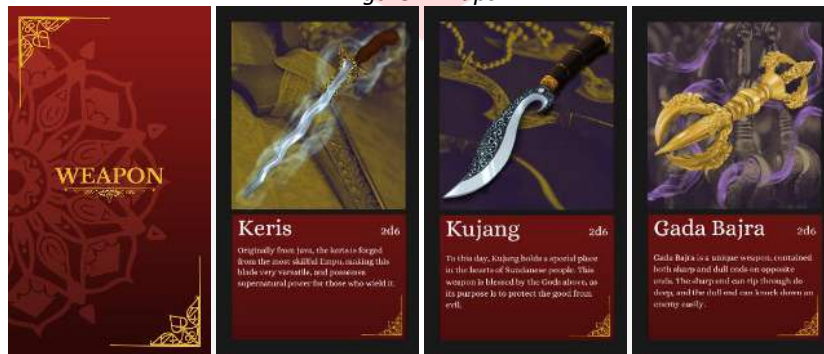 WEAPON
Keris 2d6
Originally from Java, the keris is forged
from the most skillful Empu, making this
blade very versatile, and possesses
supernatural power for those who wield it.
Kujang 2d6
To this day, Kujang holds a special place
in the hearts of Sundanese people. This
weapon is blessed by the Gods above, as
its purpose is to protect the good from
evil.
Gada Bajra 2d6
Gada Bajra is a unique weapon, contained
both sharp and dull ends on opposite
ends. The sharp end can tip through do
deep, and the dull end can knock down an
enemy easily.